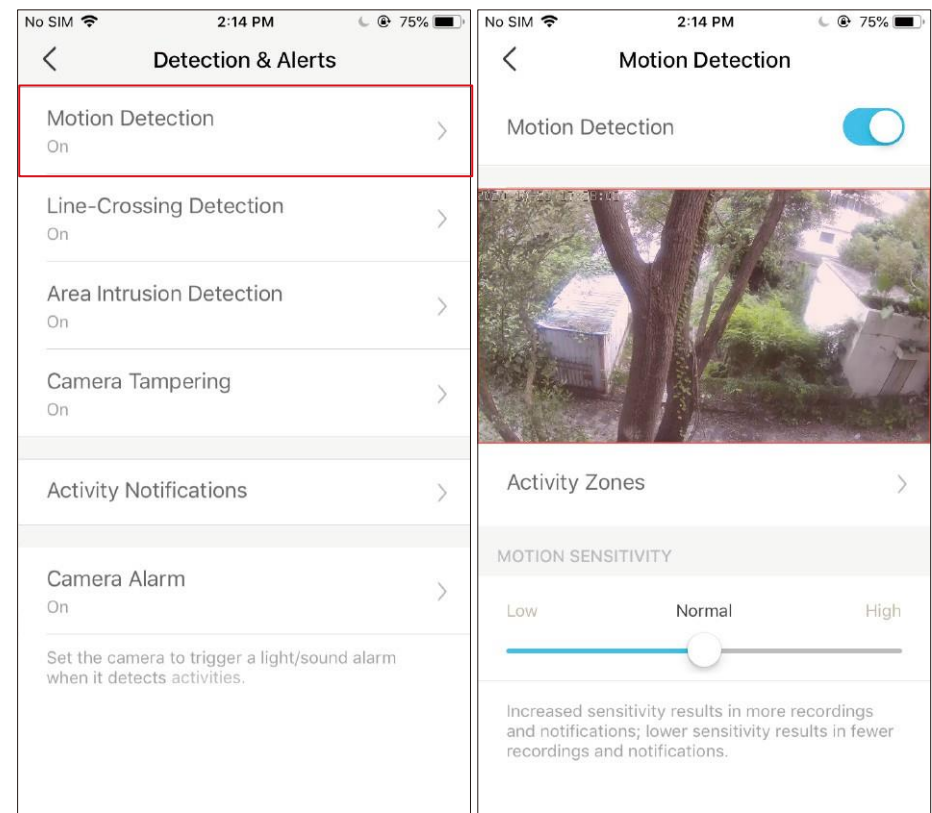 No SIM 2:14 PM 75%
Detection & Alerts
Motion Detection
On
Line-Crossing Detection
On
Area Intrusion Detection
On
Camera Tampering
On
Activity Notifications
Camera Alarm
On
Set the camera to trigger a light/sound alarm
when it detects activities.
No SIM 2:14 PM 75%
Motion Detection
Motion Detection
Activity Zones
MOTION SENSITIVITY
Low Normal High
Increased sensitivity results in more recordings
and notifications; lower sensitivity results in fewer
recordings and notifications.